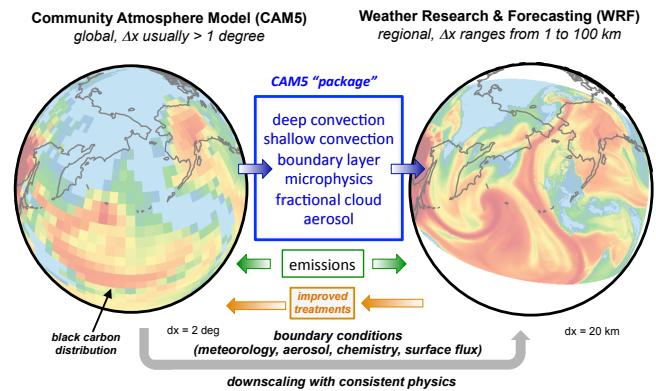 Community Atmosphere Model (CAM5)
global, Δx usually > 1 degree
Weather Research & Forecasting (WRF)
regional, Δx ranges from 1 to 100 km
CAM5 “package”
deep convection
shallow convection
boundary layer
microphysics
fractional cloud
aerosol
emissions
improved
treatments
black carbon
distribution
dx = 2 deg
dx = 20 km
boundary conditions
(meteorology, aerosol, chemistry, surface flux)
downscaling with consistent physics